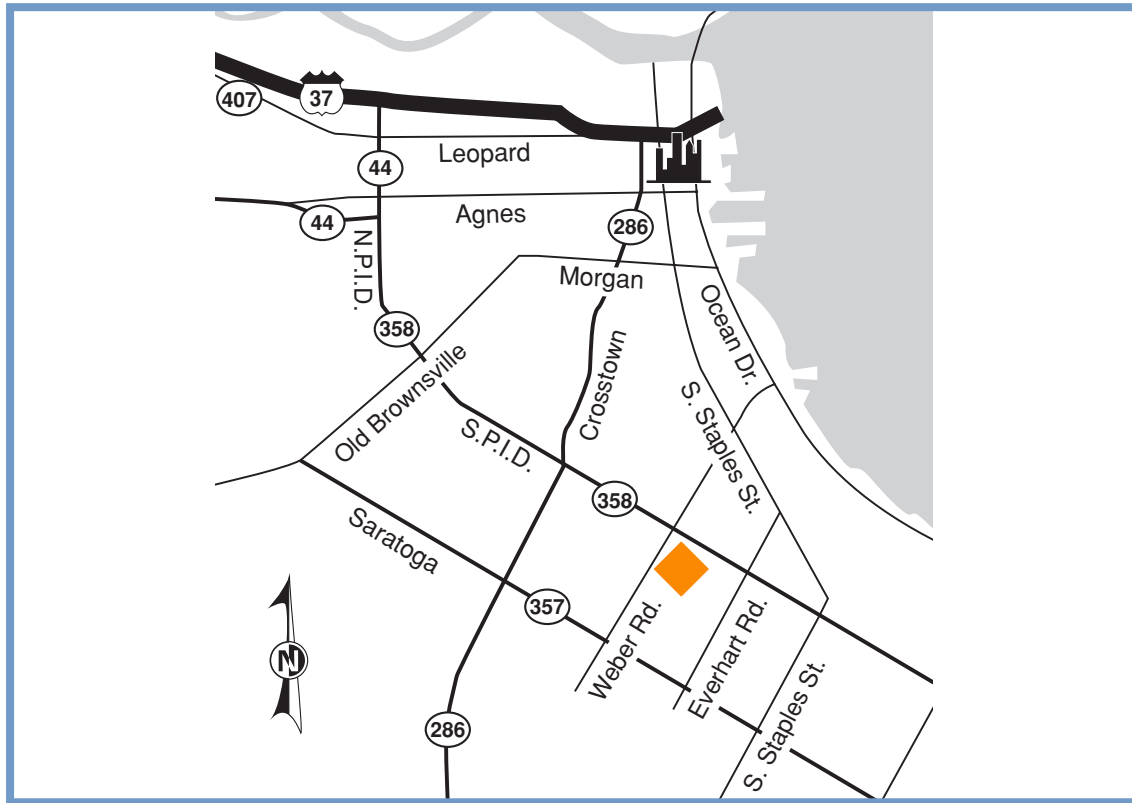 37
407
Leopard
44
Agnes
44
286
N.P.I.D.
Morgan
Ocean Dr.
358
Old Brownsville
Crosstown
S. Staples St.
S.P.I.D.
358
Saratoga
357
Weber Rd.
Everhart Rd.
S. Staples St.
N
286